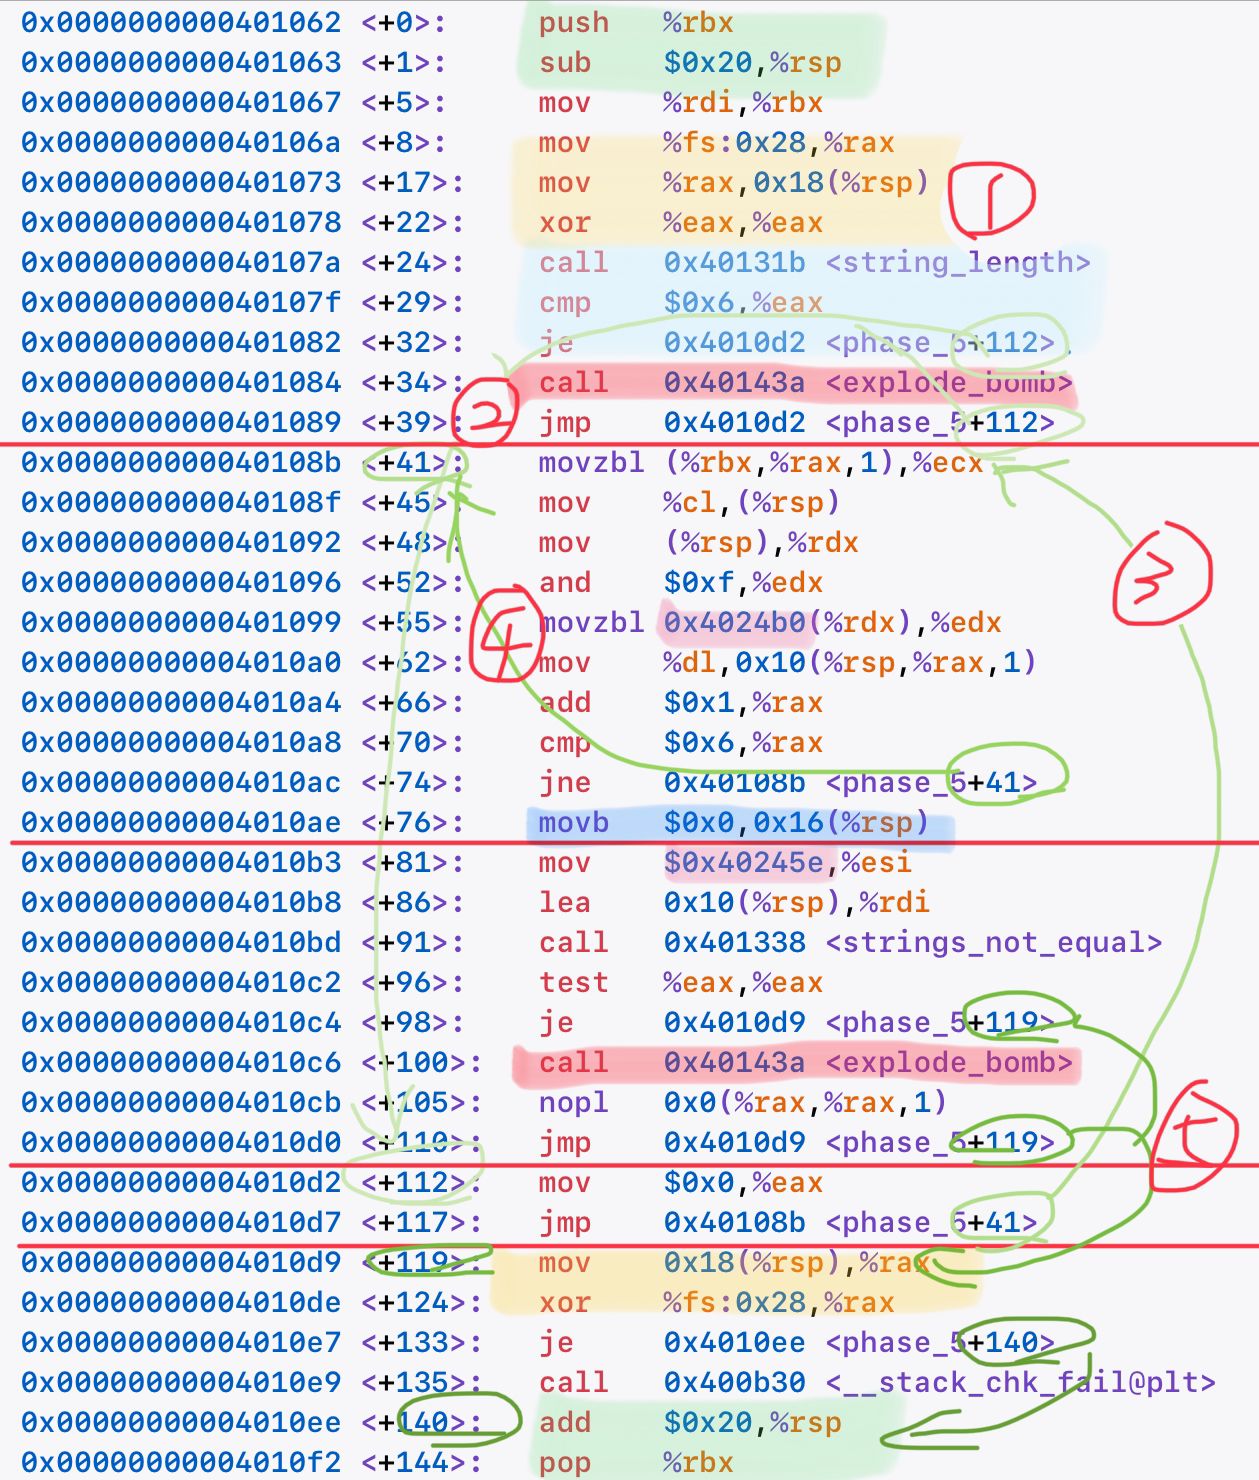 0x0000000000401062 <+0>: push %rbx
0x0000000000401063 <+1>: sub $0x20,%rsp
0x0000000000401067 <+5>: mov %rdi,%rbx
0x000000000040106a <+8>: mov %fs:0x28,%rax
0x0000000000401073 <+17>: mov %rax,0x18(%rsp) 1
0x0000000000401078 <+22>: xor %eax,%eax
0x000000000040107a <+24>: call 0x40131b <string_length>
0x000000000040107f <+29>: cmp $0x6,%eax
0x0000000000401082 <+32>: je 0x4010d2 <phase_5+112>
0x0000000000401084 <+34>: call 0x40143a <explode_bomb>
0x0000000000401089 <+39>: 2 jmp 0x4010d2 <phase_5+112>
0x000000000040108b <+41>: movzbl (%rbx,%rax,1),%ecx
0x000000000040108f <+45>: mov %cl,(%rsp)
0x0000000000401092 <+48>: mov (%rsp),%rdx
0x0000000000401096 <+52>: and $0xf,%edx 3
0x0000000000401099 <+55>: 4 movzbl 0x4024b0(%rdx),%edx
0x00000000004010a0 <+62>: mov %dl,0x10(%rsp,%rax,1)
0x00000000004010a4 <+66>: add $0x1,%rax
0x00000000004010a8 <+70>: cmp $0x6,%rax
0x00000000004010ac <+74>: jne 0x40108b <phase_5+41>
0x00000000004010ae <+76>: movb $0x0,0x16(%rsp)
0x00000000004010b3 <+81>: mov $0x40245e,%esi
0x00000000004010b8 <+86>: lea 0x10(%rsp),%rdi
0x00000000004010bd <+91>: call 0x401338 <strings_not_equal>
0x00000000004010c2 <+96>: test %eax,%eax
0x00000000004010c4 <+98>: je 0x4010d9 <phase_5+119>
0x00000000004010c6 <+100>: call 0x40143a <explode_bomb>
0x00000000004010cb <+105>: nopl 0x0(%rax,%rax,1)
0x00000000004010d0 <+110>: jmp 0x4010d9 <phase_5+119>
0x00000000004010d2 <+112>: mov $0x0,%eax
0x00000000004010d7 <+117>: jmp 0x40108b <phase_5+41>
0x00000000004010d9 <+119>: mov 0x18(%rsp),%rax
0x00000000004010de <+124>: xor %fs:0x28,%rax
0x00000000004010e7 <+133>: je 0x4010ee <phase_5+140>
0x00000000004010e9 <+135>: call 0x400b30 <__stack_chk_fail@plt>
0x00000000004010ee <+140>: add $0x20,%rsp
0x00000000004010f2 <+144>: pop %rbx